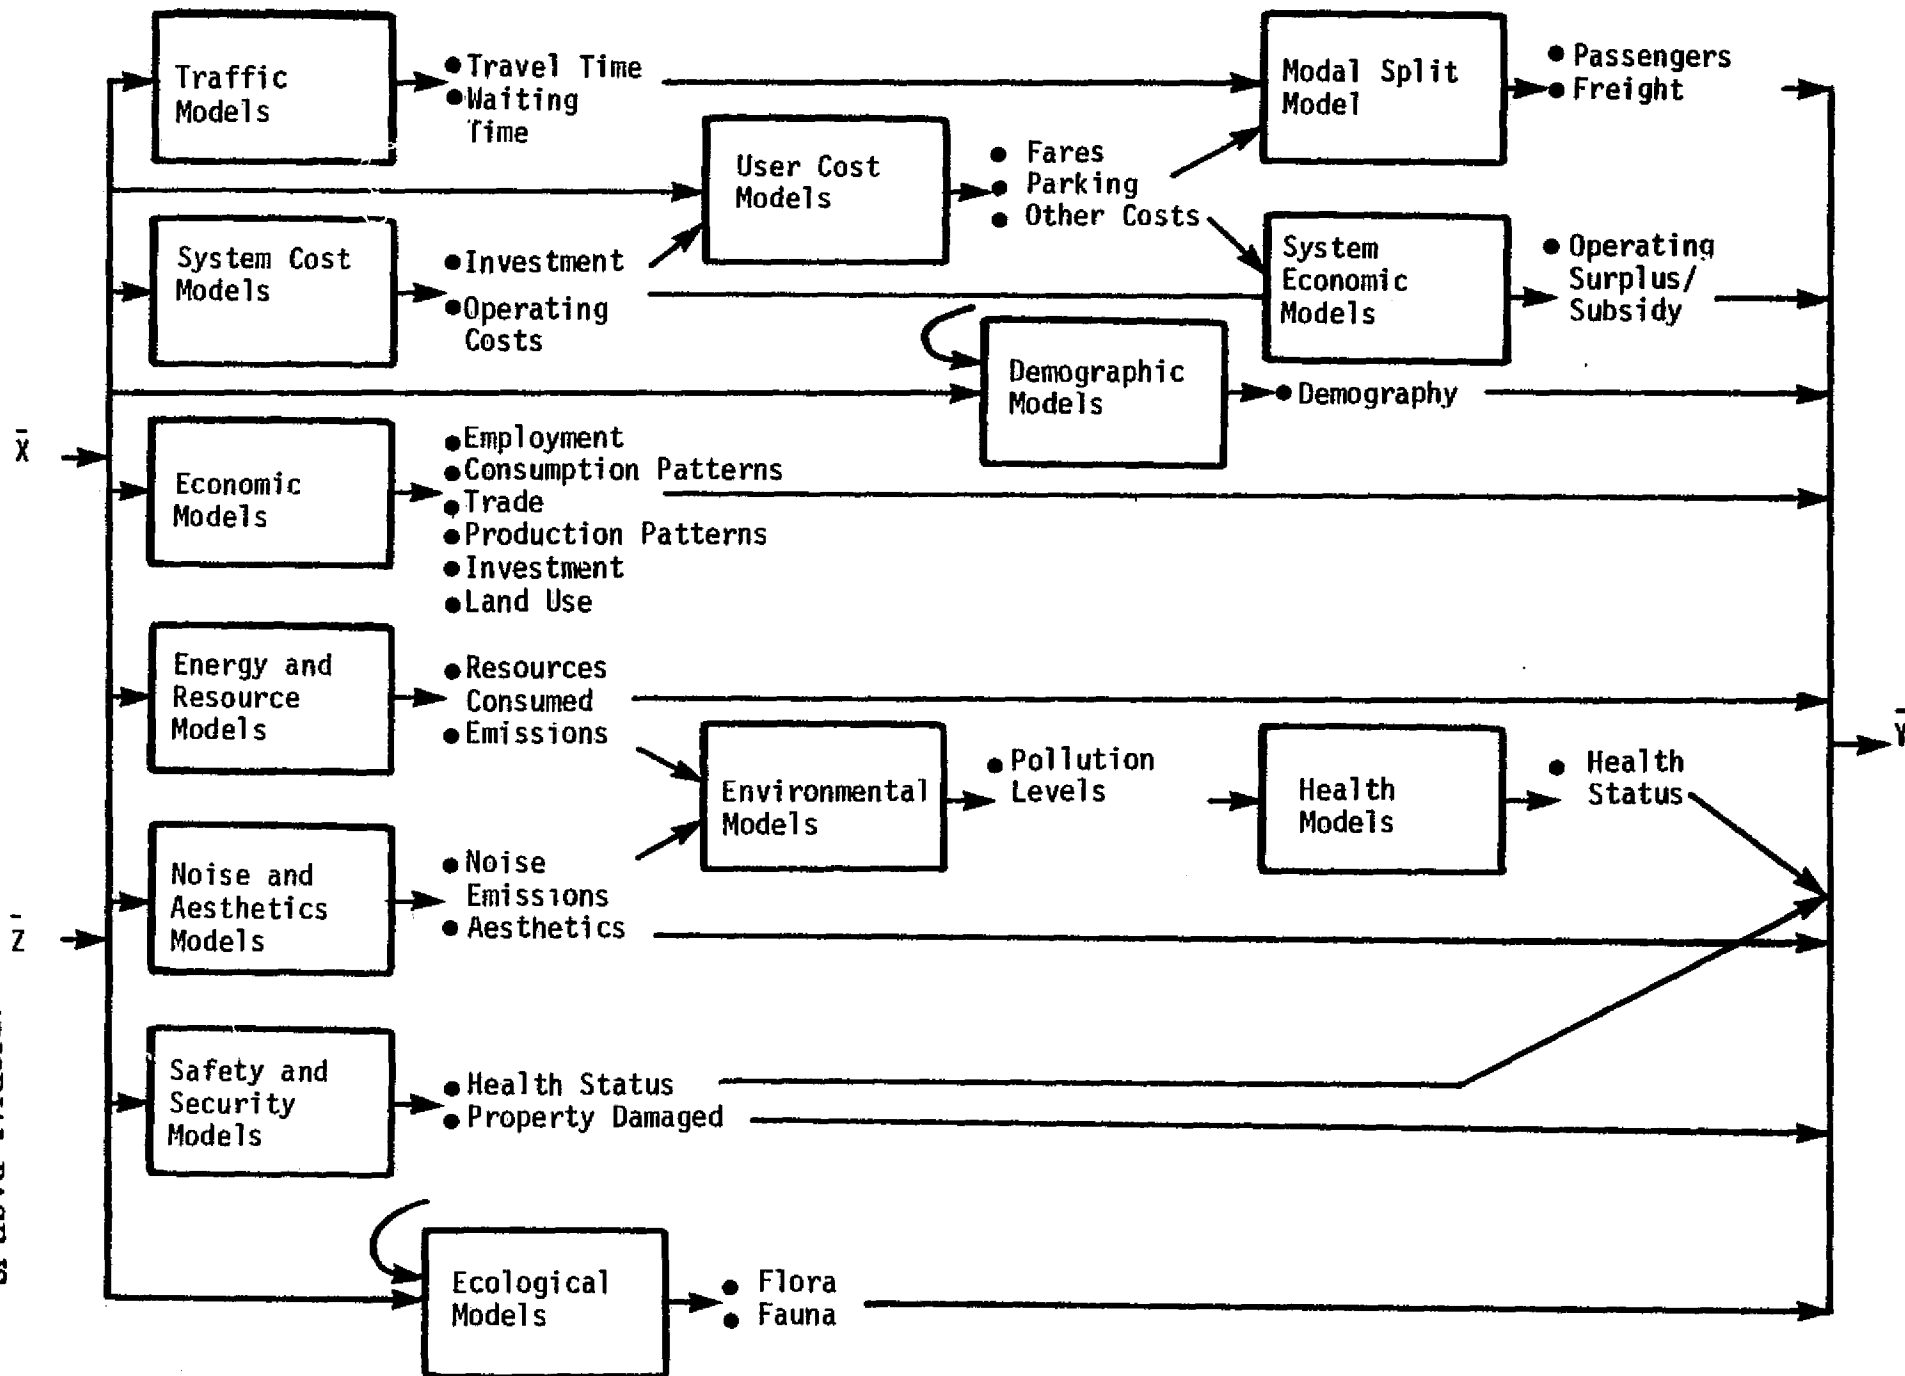 Traffic
Models
● Travel Time
● Waiting
Time
Modal Split
Model
● Passengers
● Freight
User Cost
Models
● Fares
● Parking
● Other Costs
System Cost
Models
● Investment
● Operating
Costs
System
Economic
Models
● Operating
Surplus/
Subsidy
Demographic
Models
● Demography
X̄
Economic
Models
● Employment
● Consumption Patterns
● Trade
● Production Patterns
● Investment
● Land Use
Energy and
Resource
Models
● Resources
Consumed
● Emissions
Environmental
Models
● Pollution
Levels
Health
Models
● Health
Status
Ȳ
Noise and
Aesthetics
Models
● Noise
Emissions
● Aesthetics
Z̄
Safety and
Security
Models
● Health Status
● Property Damaged
Ecological
Models
● Flora
● Fauna